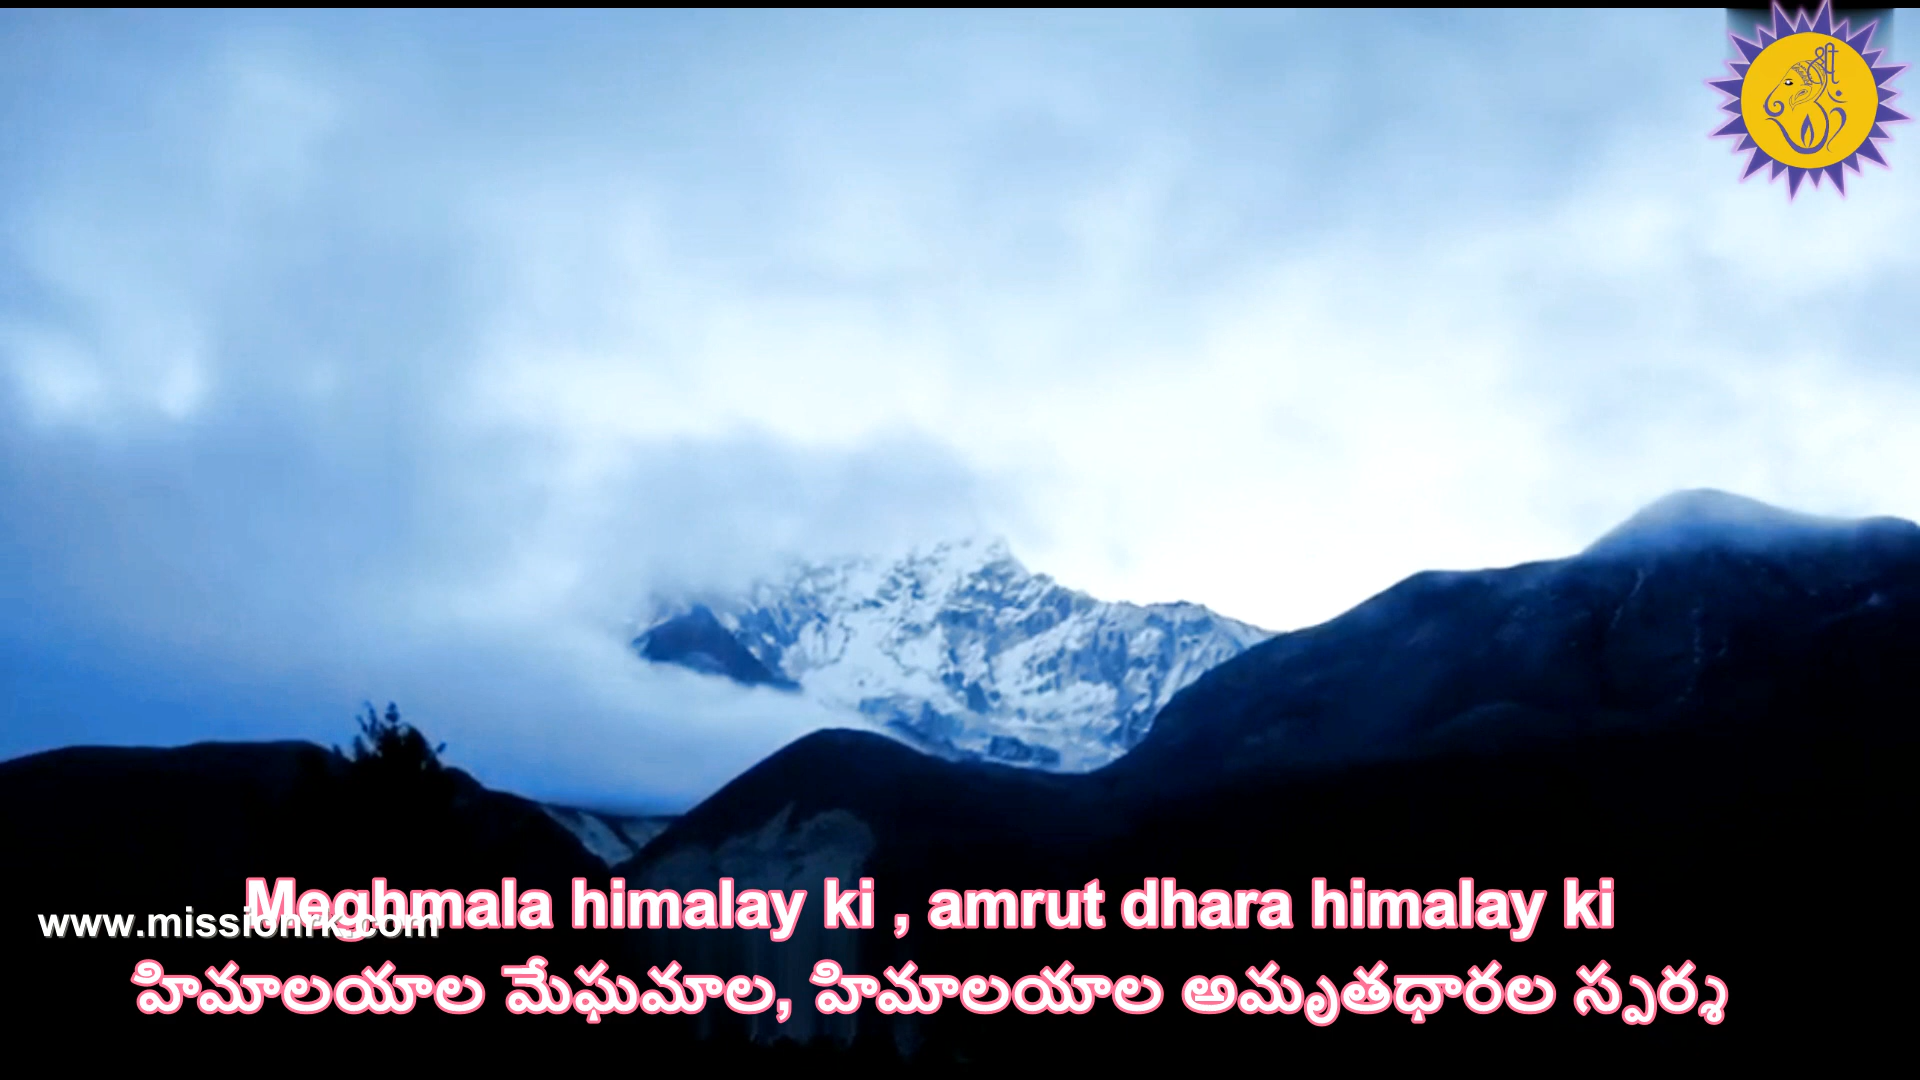 श्री
Meghmala himalay ki , amrut dhara himalay ki
www.missionrk.com
హిమాలయాల మేఘమాల, హిమాలయాల అమృతధారల స్పర్శ